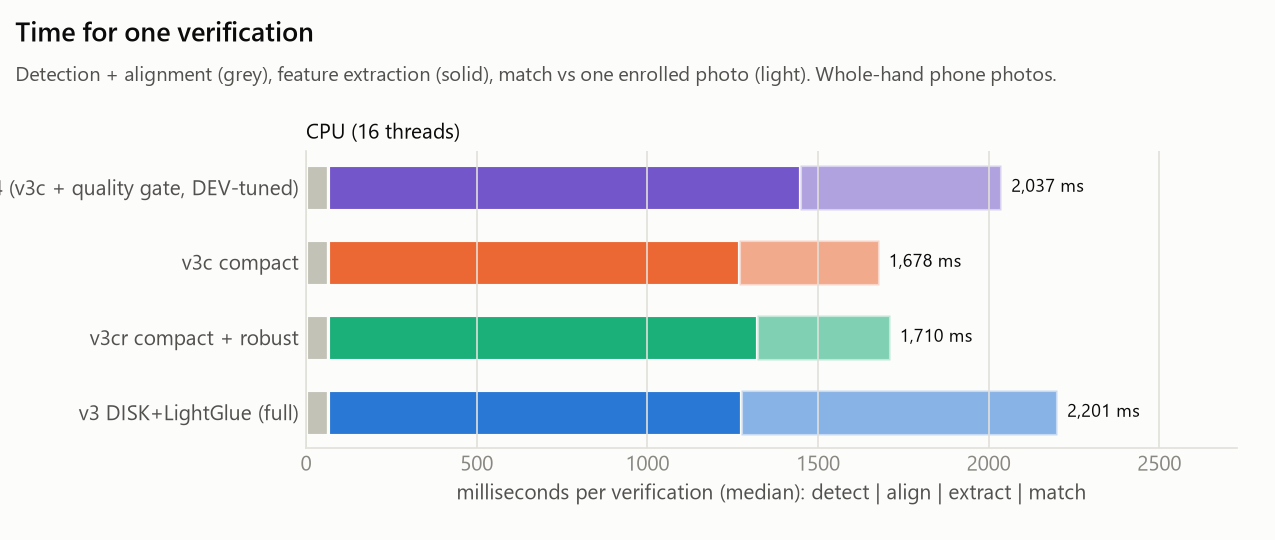 Time for one verification
Detection + alignment (grey), feature extraction (solid), match vs one enrolled photo (light). Whole-hand phone photos.
CPU (16 threads)
(v3c + quality gate, DEV-tuned)
2,037 ms
v3c compact
1,678 ms
v3cr compact + robust
1,710 ms
v3 DISK+LightGlue (full)
2,201 ms
0 500 1000 1500 2000 2500
milliseconds per verification (median): detect | align | extract | match